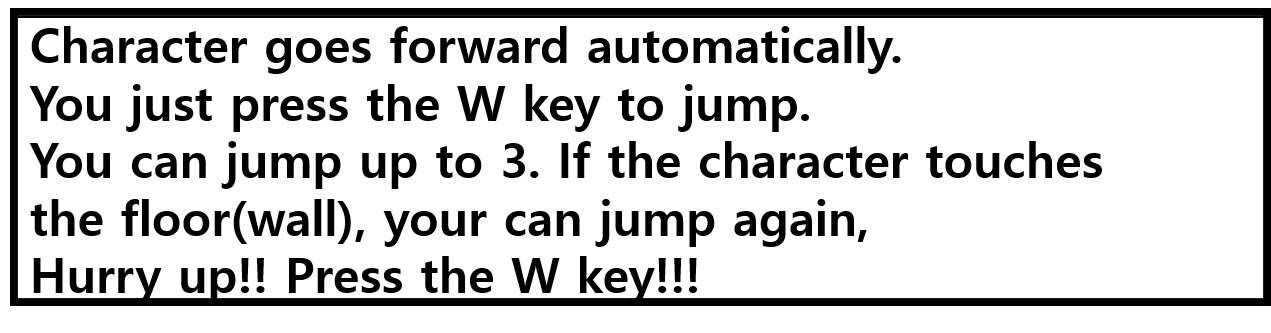 Character goes forward automatically.
You just press the W key to jump.
You can jump up to 3. If the character touches
the floor(wall), your can jump again,
Hurry up!! Press the W key!!!